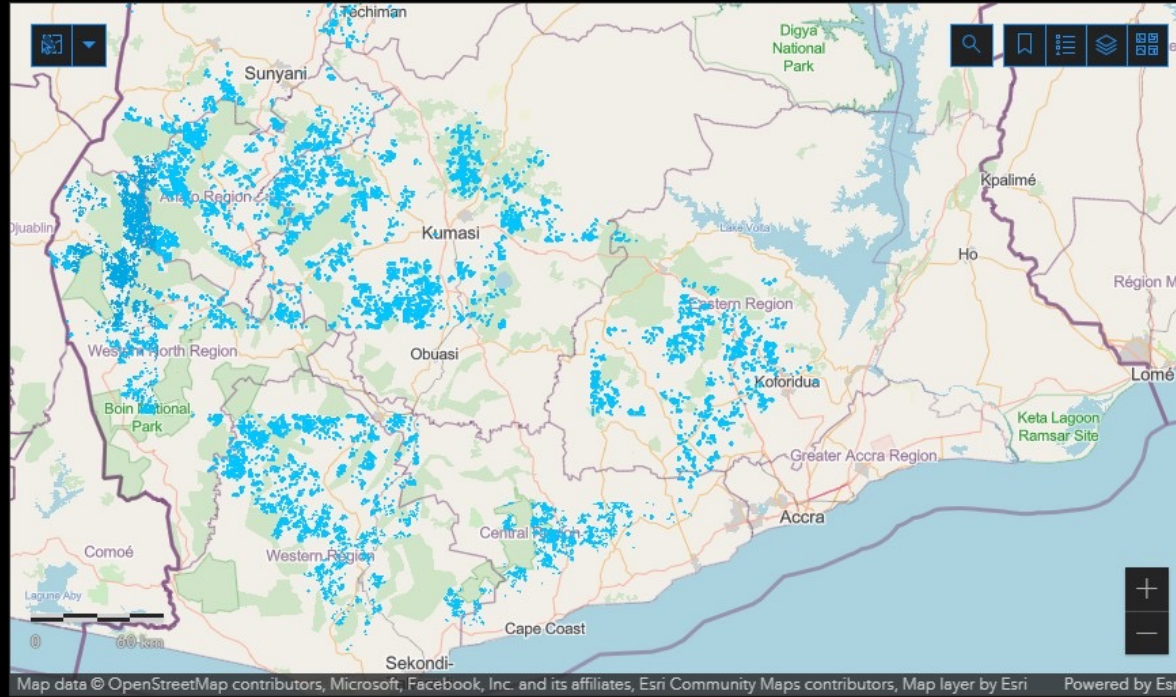 Techiman
Digya
National
Park
Sunyani
Kpalimé
Ahafo Region
Djuablin
Kumasi
Lake Volta
Ho
Région M
Eastern Region
Western North Region
Obuasi
Koforidua
Lomé
Boin National
Park
Keta Lagoon
Ramsar Site
Greater Accra Region
Accra
Central Region
Comoé
Western Region
Lagune Aby
0 60 km
Cape Coast
Sekondi-
Map data © OpenStreetMap contributors, Microsoft, Facebook, Inc. and its affiliates, Esri Community Maps contributors, Map layer by Esri
Powered by Es